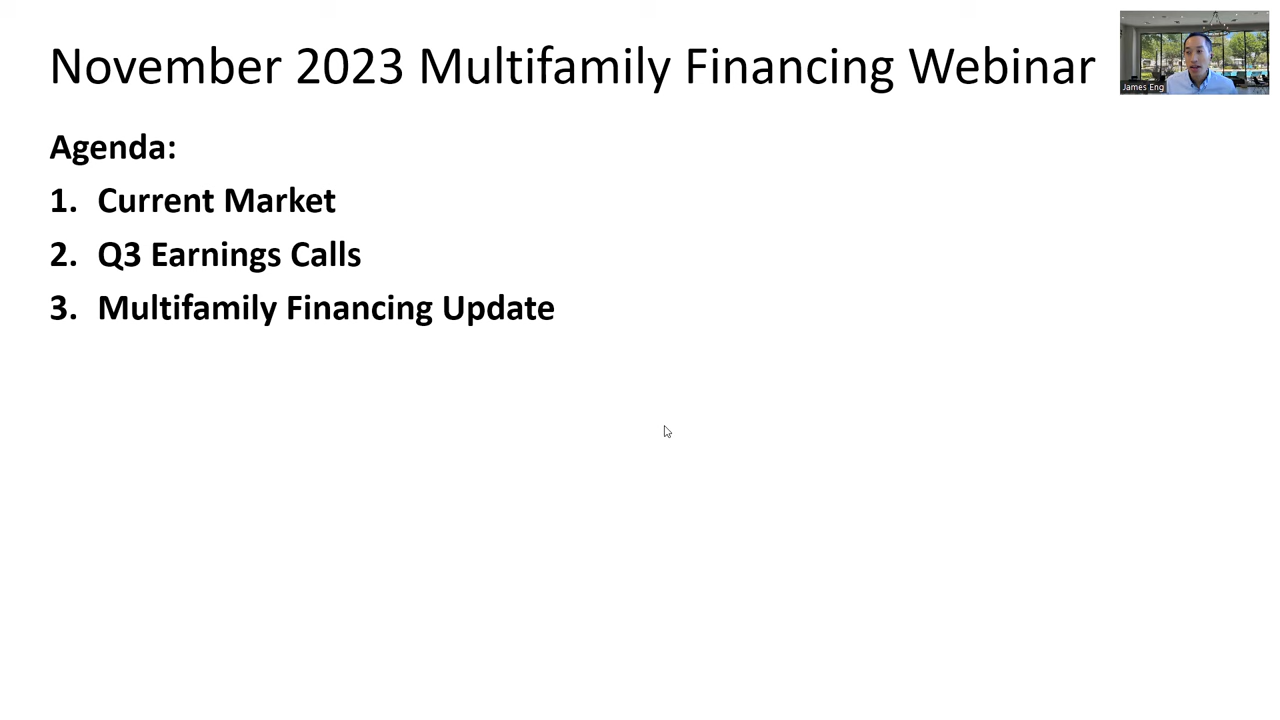 November 2023 Multifamily Financing Webinar
James Eng
Agenda:
1. Current Market
2. Q3 Earnings Calls
3. Multifamily Financing Update